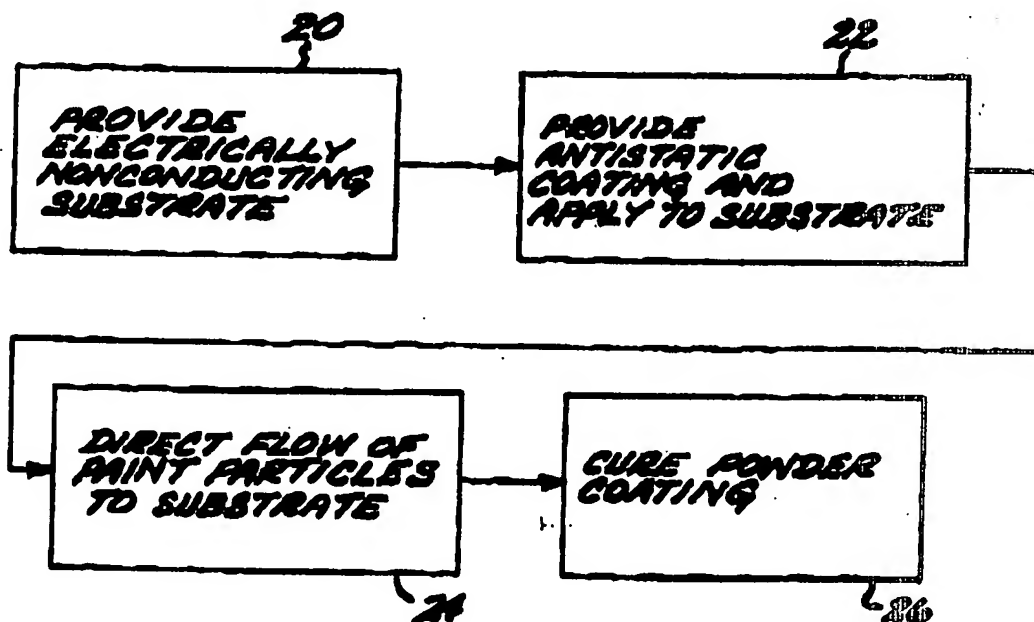 20
PROVIDE
ELECTRICALLY
NONCONDUCTING
SUBSTRATE
22
PROVIDE
ANTISTATIC
COATING AND
APPLY TO SUBSTRATE
DIRECT FLOW OF
PAINT PARTICLES
TO SUBSTRATE
24
CURE POWDER
COATING
26